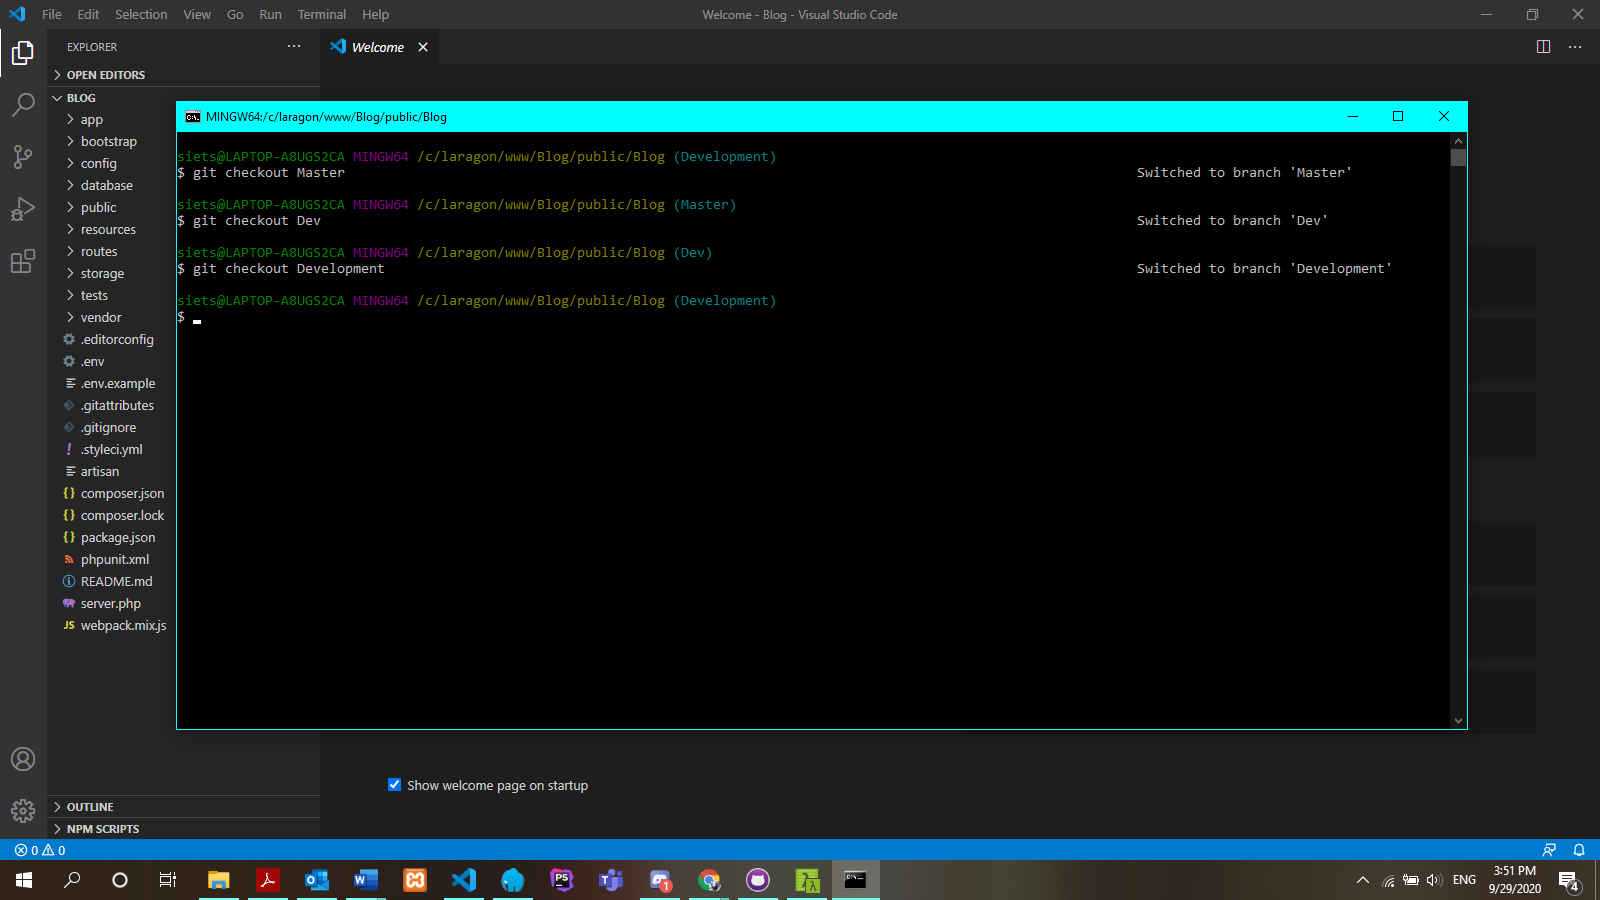 File Edit Selection View Go Run Terminal Help
Welcome - Blog - Visual Studio Code
EXPLORER
Welcome
OPEN EDITORS
BLOG
app
bootstrap
config
database
public
resources
routes
storage
tests
vendor
.editorconfig
.env
.env.example
.gitattributes
.gitignore
.styleci.yml
artisan
composer.json
composer.lock
package.json
phpunit.xml
README.md
server.php
JS webpack.mix.js
OUTLINE
NPM SCRIPTS
MINGW64:/c/laragon/www/Blog/public/Blog
siets@LAPTOP-A8UGS2CA MINGW64 /c/laragon/www/Blog/public/Blog (Development)
$ git checkout Master Switched to branch 'Master'
siets@LAPTOP-A8UGS2CA MINGW64 /c/laragon/www/Blog/public/Blog (Master)
$ git checkout Dev Switched to branch 'Dev'
siets@LAPTOP-A8UGS2CA MINGW64 /c/laragon/www/Blog/public/Blog (Dev)
$ git checkout Development Switched to branch 'Development'
siets@LAPTOP-A8UGS2CA MINGW64 /c/laragon/www/Blog/public/Blog (Development)
$
Show welcome page on startup
0 0
PS
1
ENG
3:51 PM
9/29/2020
4